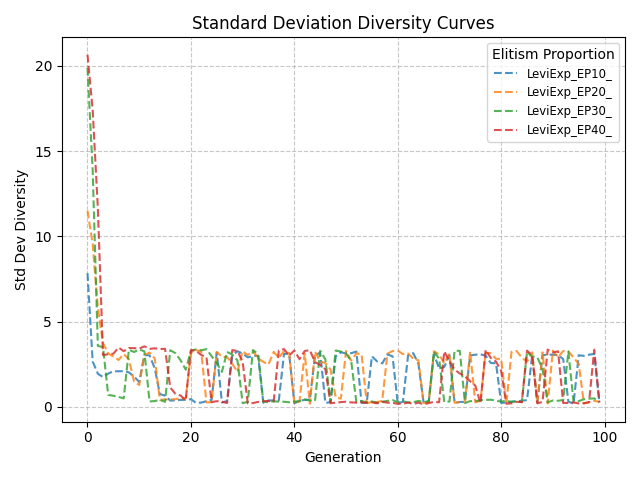 Standard Deviation Diversity Curves
Elitism Proportion
LeviExp_EP10_
LeviExp_EP20_
LeviExp_EP30_
LeviExp_EP40_
Std Dev Diversity
20
15
10
5
0
0 20 40 60 80 100
Generation